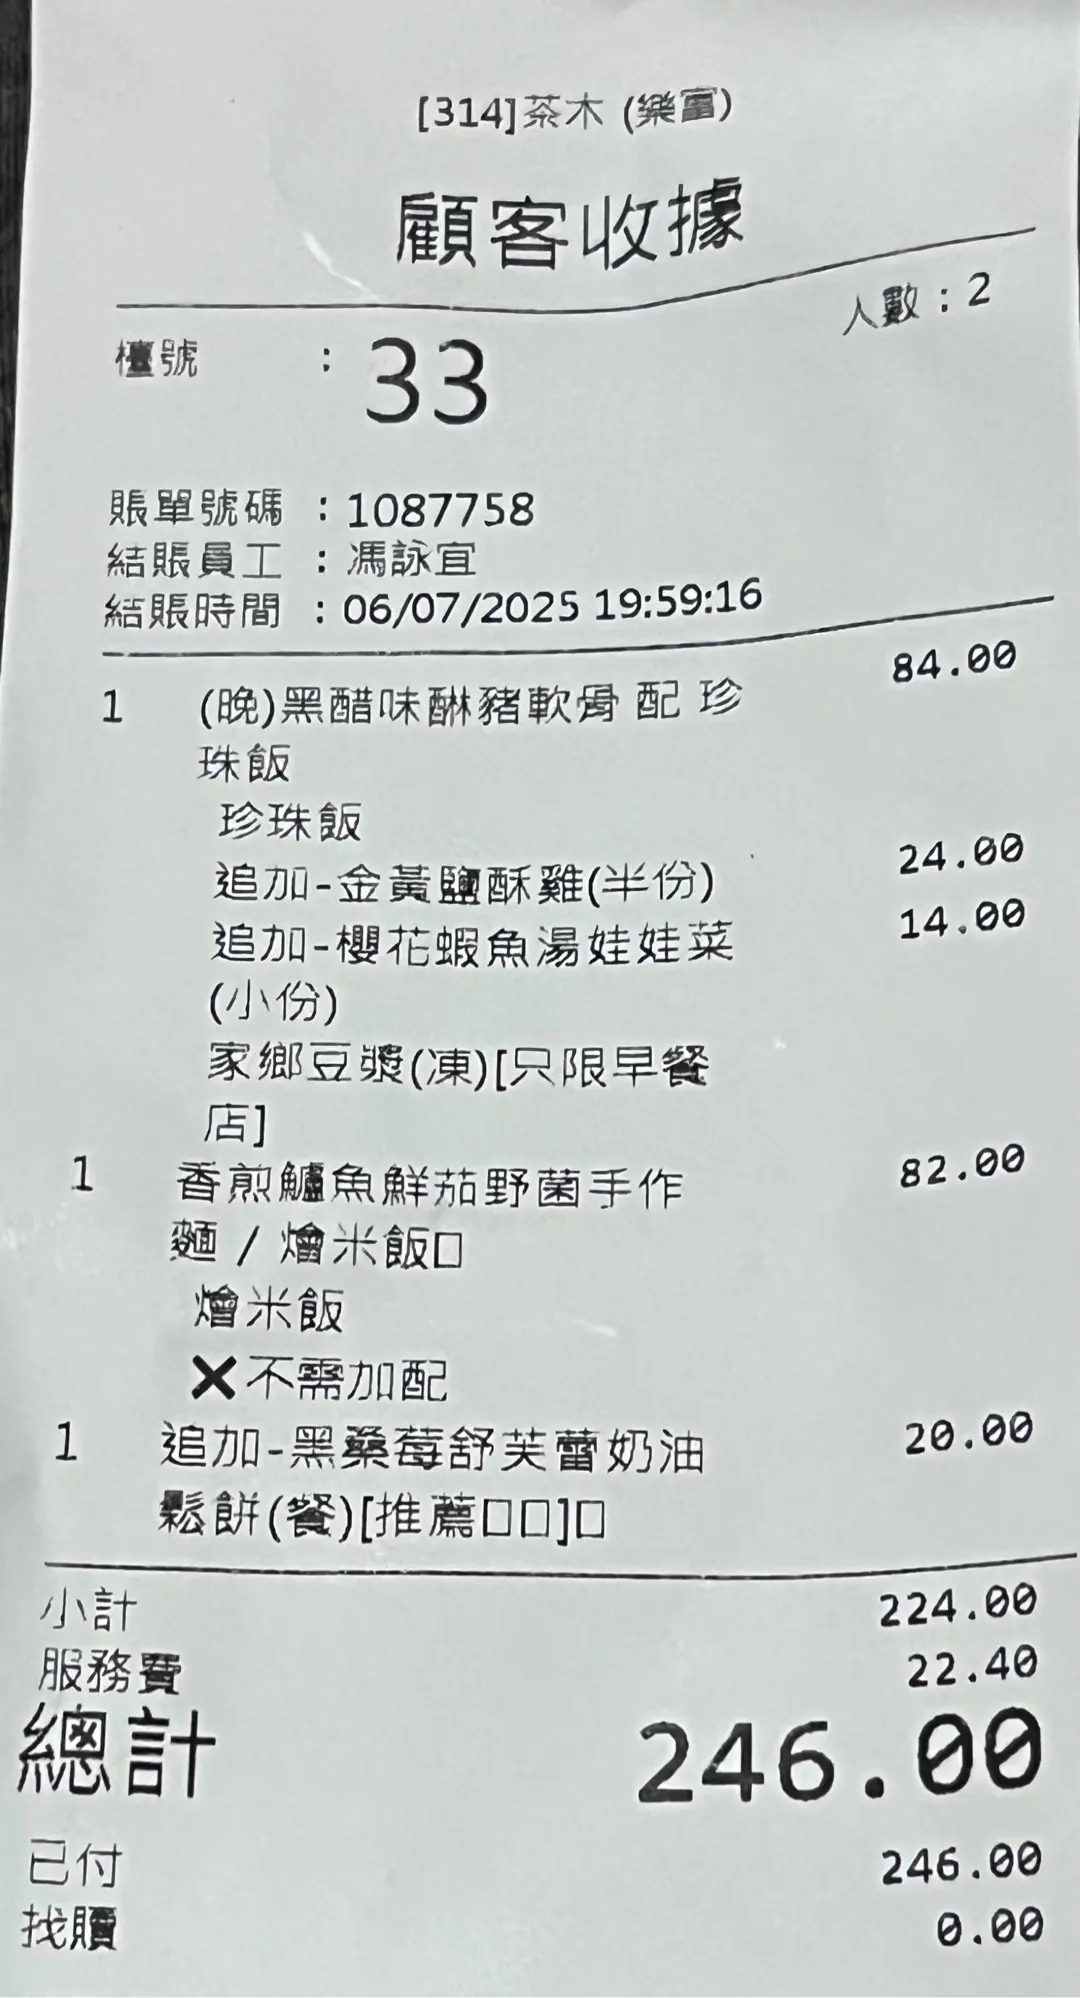 [314]茶木 (樂富)
顧客收據
人數：2
檯號 : 33
賬單號碼 : 1087758
結賬員工 : 馮詠宜
結賬時間 : 06/07/2025 19:59:16
1 (晚)黑醋味醂豬軟骨 配 珍 84.00
珠飯
珍珠飯
追加-金黃鹽酥雞(半份) 24.00
追加-櫻花蝦魚湯娃娃菜 14.00
(小份)
家鄉豆漿(凍)[只限早餐
店]
1 香煎鱸魚鮮茄野菌手作 82.00
麵 / 燴米飯□
燴米飯
❌不需加配
1 追加-黑桑莓舒芙蕾奶油 20.00
鬆餅(餐)[推薦□□]□
小計 224.00
服務費 22.40
總計 246.00
已付 246.00
找贖 0.00